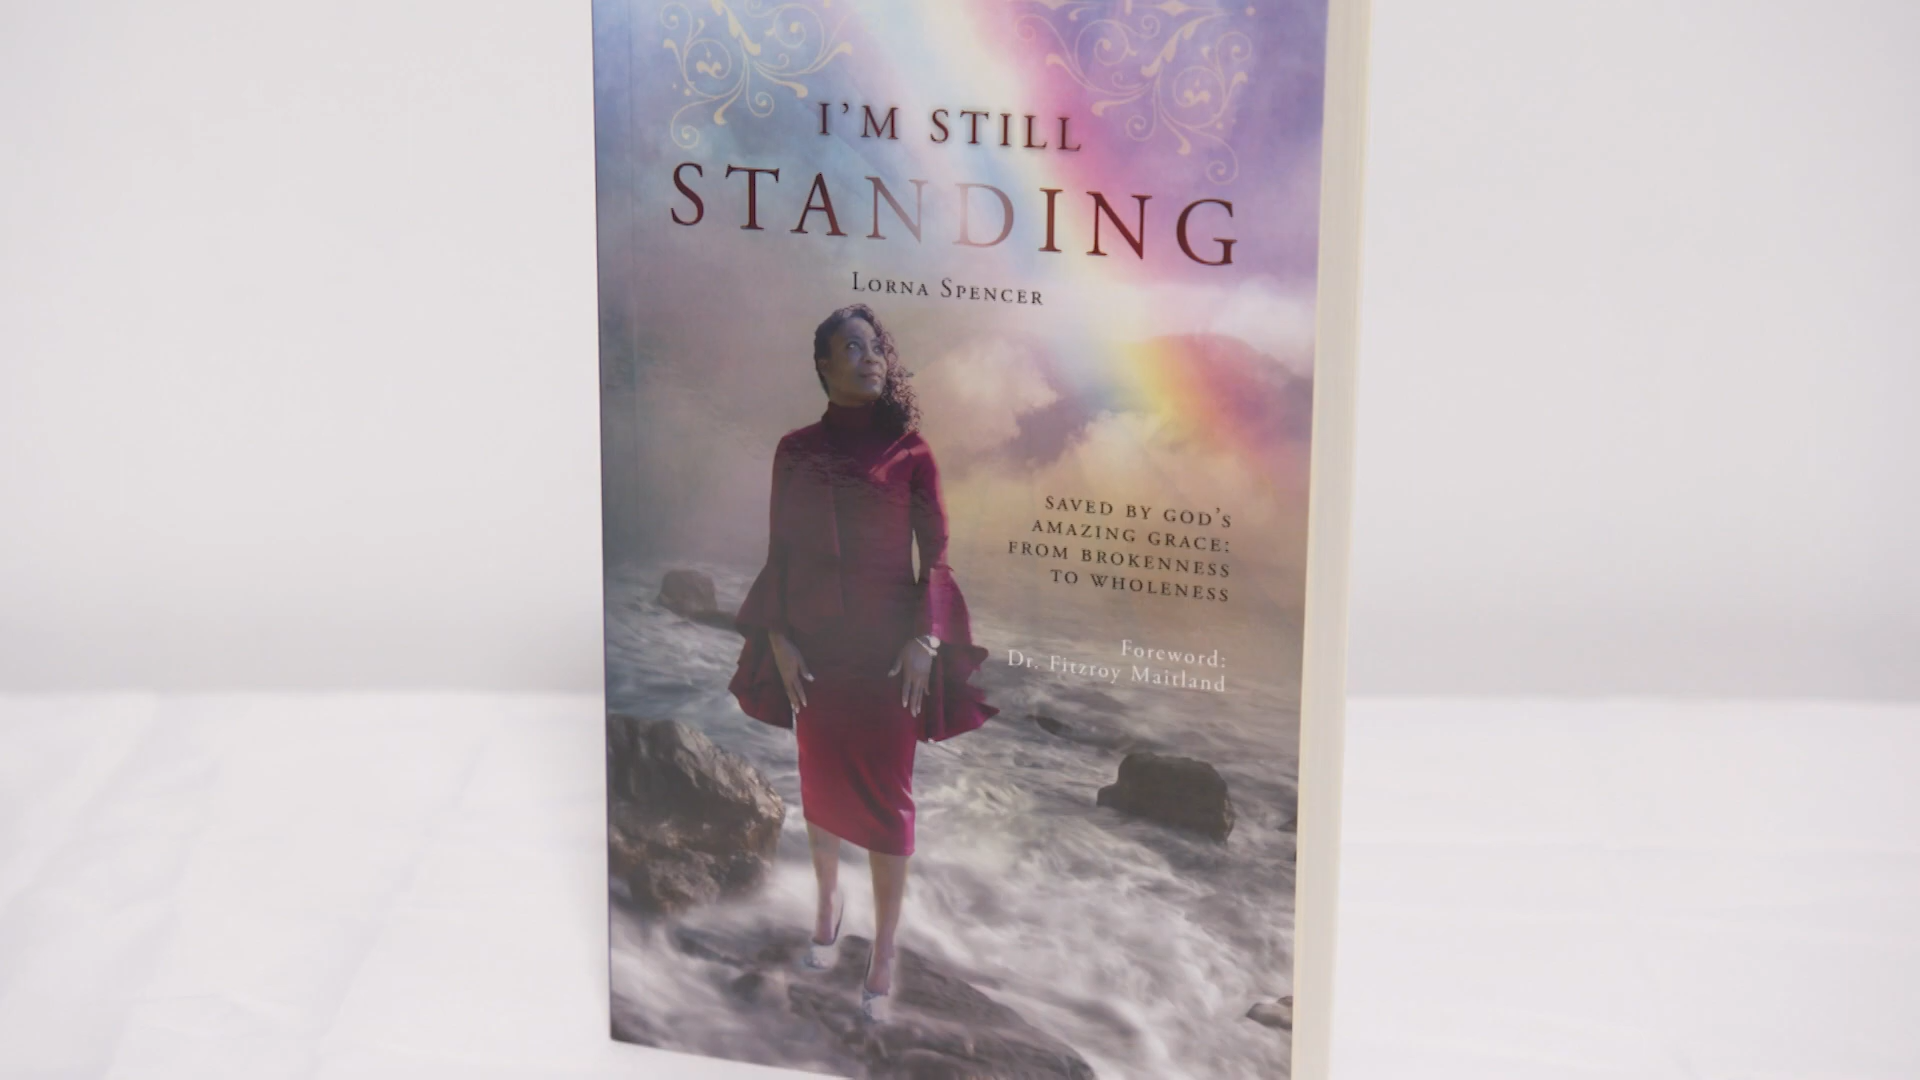 I'M STILL
STANDING
LORNA SPENCER
SAVED BY GOD'S
AMAZING GRACE:
FROM BROKENNESS
TO WHOLENESS
Foreword:
Dr. Fitzroy Maitland